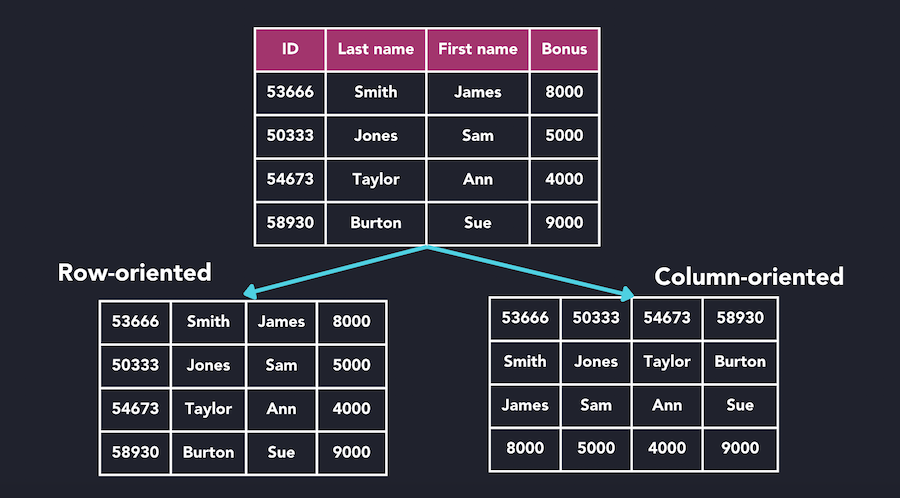 ID Last name First name Bonus
53666 Smith James 8000
50333 Jones Sam 5000
54673 Taylor Ann 4000
58930 Burton Sue 9000
Row-oriented
53666 Smith James 8000
50333 Jones Sam 5000
54673 Taylor Ann 4000
58930 Burton Sue 9000
Column-oriented
53666 50333 54673 58930
Smith Jones Taylor Burton
James Sam Ann Sue
8000 5000 4000 9000